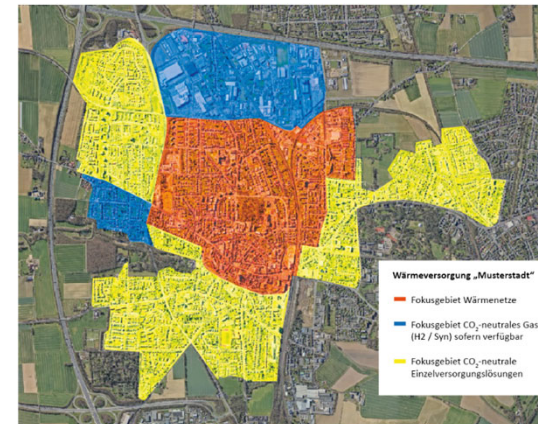 Wärmeversorgung „Musterstadt“
Fokusgebiet Wärmenetze
Fokusgebiet CO₂-neutrales Gas
(H2 / Syn) sofern verfügbar
Fokusgebiet CO₂-neutrale
Einzelversorgungslösungen